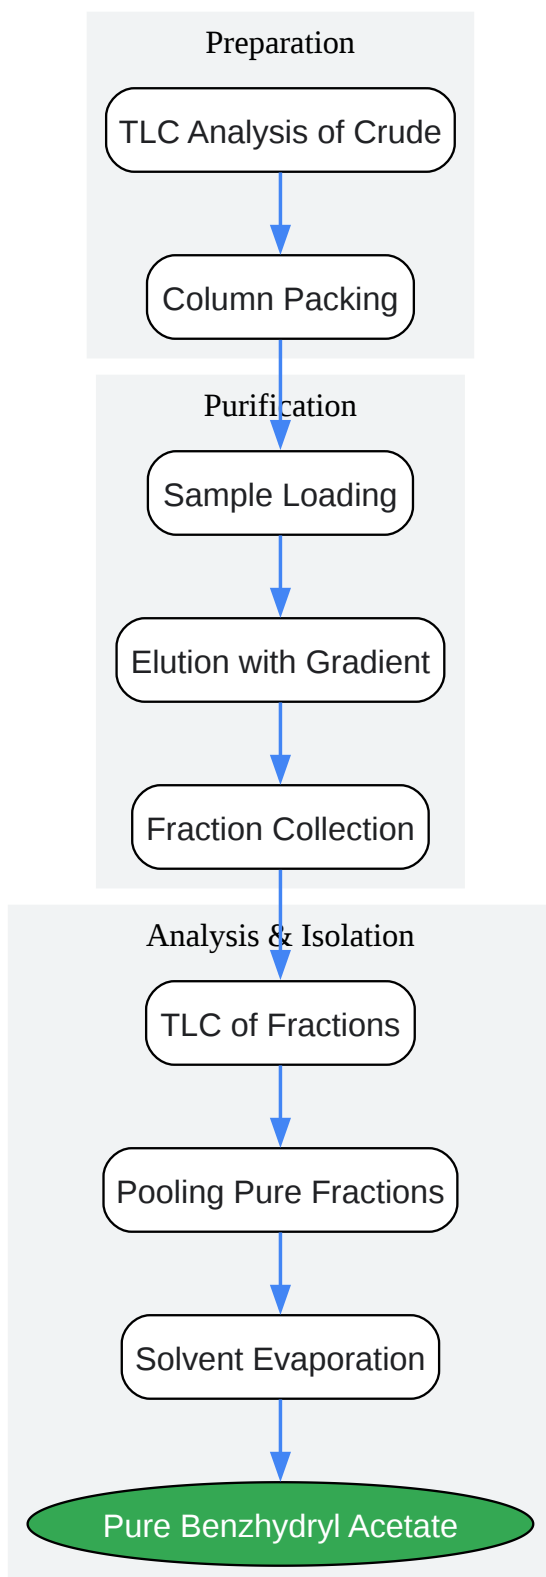 Preparation
TLC Analysis of Crude
Column Packing
Purification
Sample Loading
Elution with Gradient
Fraction Collection
Analysis & Isolation
TLC of Fractions
Pooling Pure Fractions
Solvent Evaporation
Pure Benzhydryl Acetate